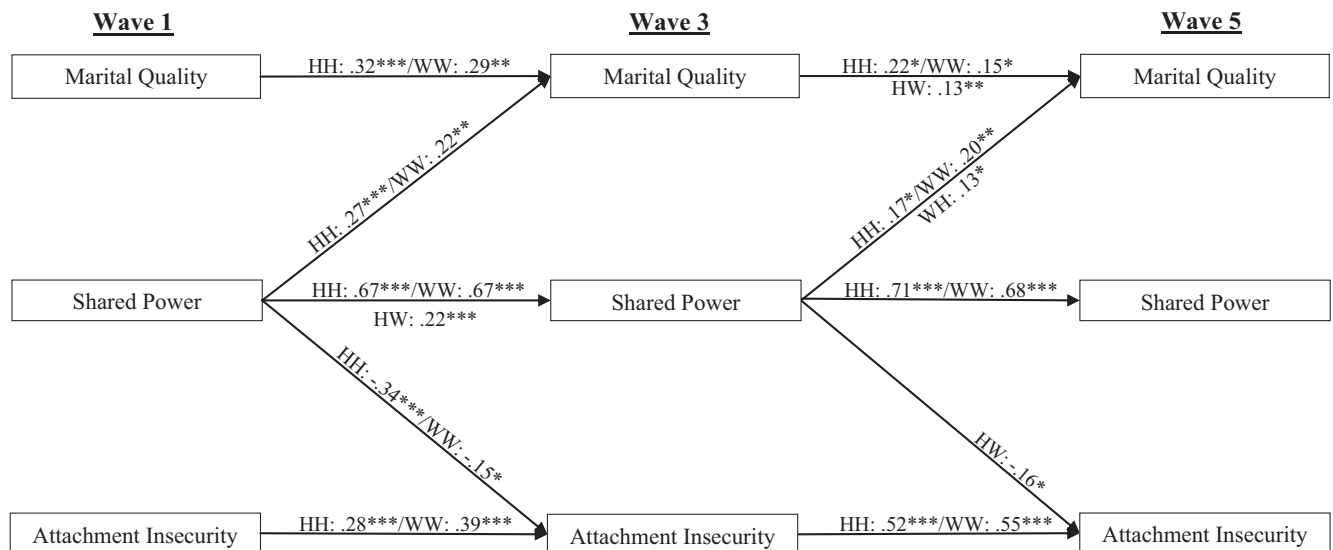 Wave 1
Wave 3
Wave 5
Marital Quality
HH: .32***/WW: .29**
Marital Quality
HH: .22*/WW: .15*
HW: .13**
Marital Quality
HH: .27***/WW: .22**
HH: .17*/WW: .20**
WH: .13*
Shared Power
HH: .67***/WW: .67***
HW: .22***
Shared Power
HH: .71***/WW: .68***
Shared Power
HH: -.34***/WW: -.15*
HW: -.16*
Attachment Insecurity
HH: .28***/WW: .39***
Attachment Insecurity
HH: .52***/WW: .55***
Attachment Insecurity